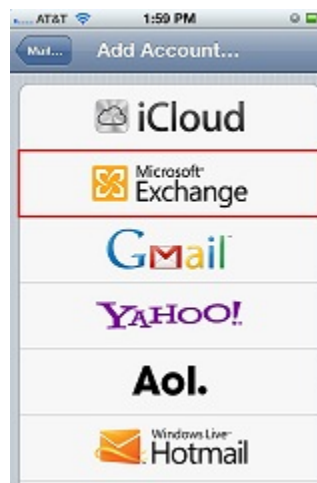 AT&T 1:59 PM
Mail... Add Account...
iCloud
Microsoft
Exchange
Gmail
YAHOO!
Aol.
Windows Live
Hotmail